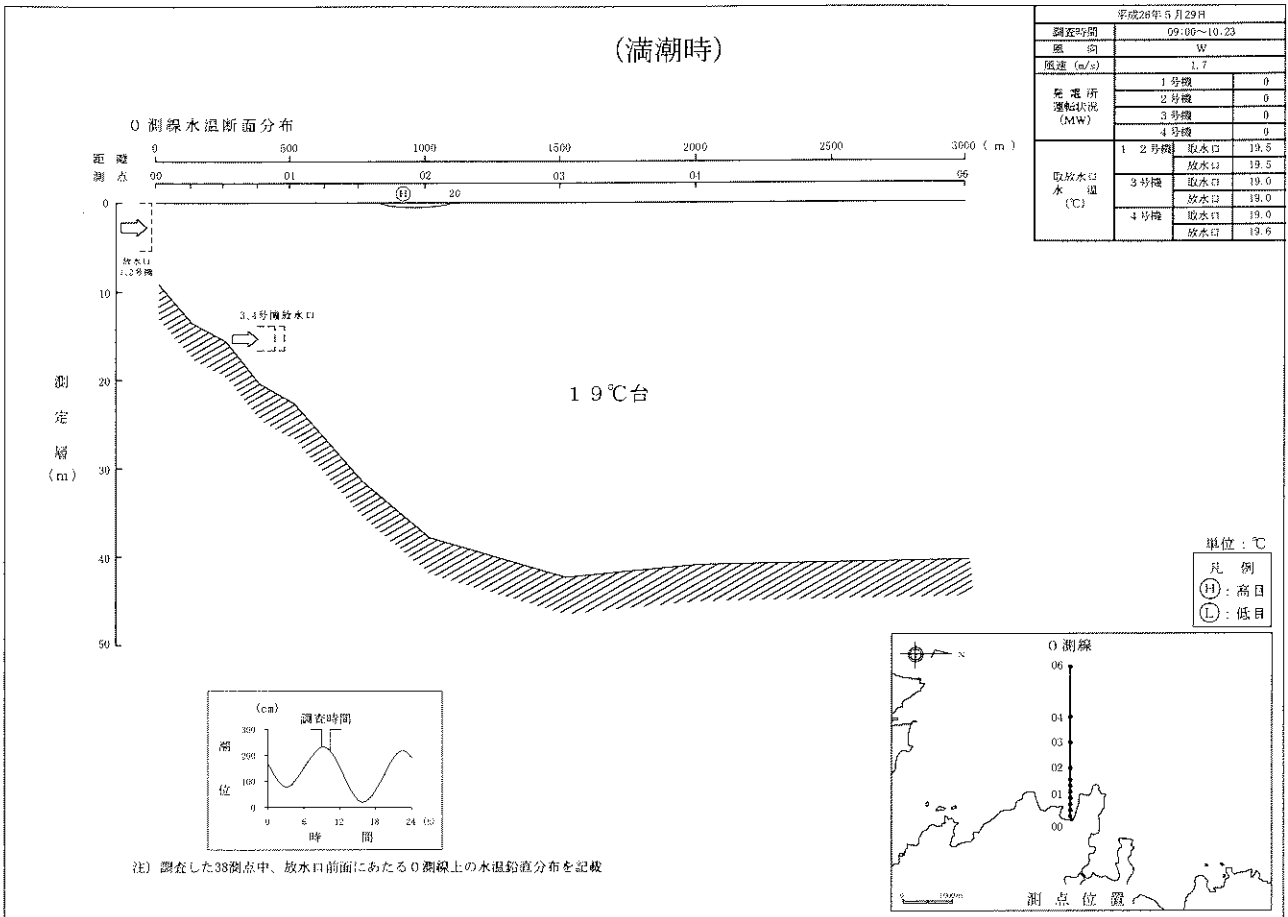 (満潮時)
平成26年5月29日
調査時間 09:00~10:23
風向 W
風速 (m/s) 1.7
発電所運転状況 (MW)
1号機 0
2号機 0
3号機 0
4号機 0
取放水口水温 (℃)
1 2号機 取水口 19.5
放水口 19.5
3号機 取水口 19.0
放水口 19.0
4号機 取水口 19.0
放水口 19.6
0測線水温断面分布
距離 0 500 1000 1500 2000 2500 3000 (m)
測点 00 01 02 03 04 06
H 20
0
放水口
1,2号機
10
3,4号機放水口
20
19℃台
測定層 (m)
30
40
50
単位:℃
凡例
H:高目
L:低目
(cm)
調査時間
300
200
100
0
潮位
0 6 12 18 24 (h)
時間
0測線
N
06
04
03
02
01
00
0 1000m
測点位置
注) 調査した38測点中、放水口前面にあたる0測線上の水温鉛直分布を記載